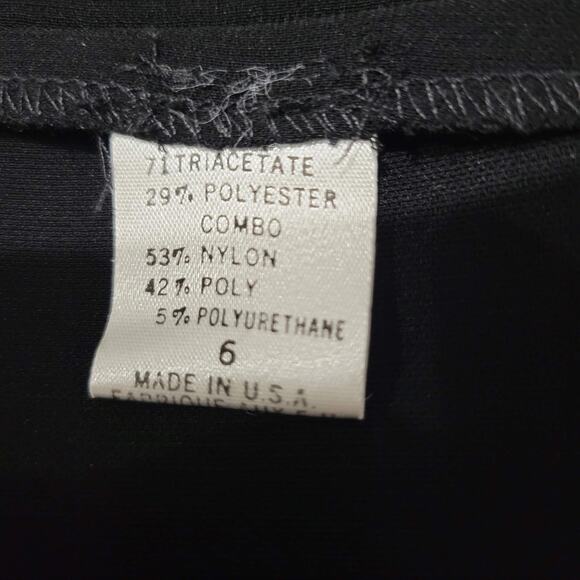 71 TRIACETATE
29% POLYESTER
COMBO
53% NYLON
42% POLY
5% POLYURETHANE
6
MADE IN U.S.A.